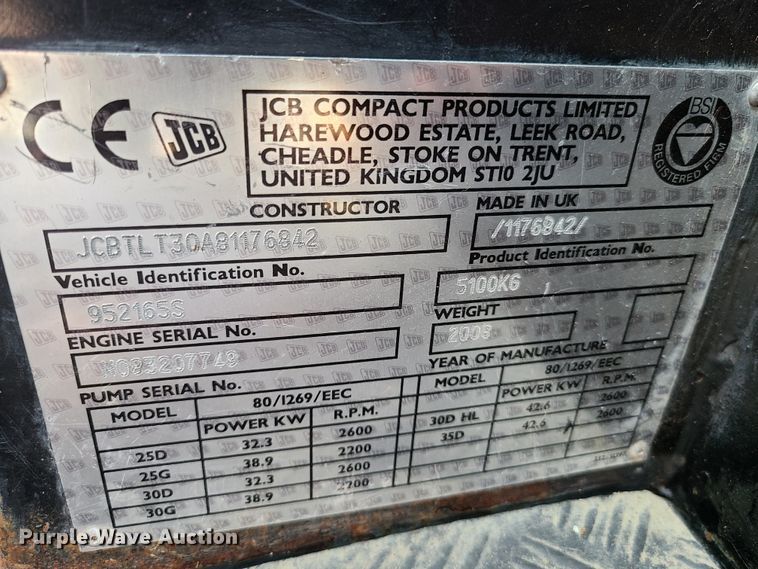 CE JCB
JCB COMPACT PRODUCTS LIMITED
HAREWOOD ESTATE, LEEK ROAD,
CHEADLE, STOKE ON TRENT,
UNITED KINGDOM ST10 2JU
BSI
REGISTERED FIRM
CONSTRUCTOR
MADE IN UK
JCBTLT30A81176842
/1176842/
Vehicle Identification No.
Product Identification No.
952165S
5100KG
ENGINE SERIAL No.
WEIGHT
2008
PUMP SERIAL No.
YEAR OF MANUFACTURE
MODEL 80/1269/EEC
POWER KW R.P.M.
25D 32.3 2600
25G 38.9 2200
30D 32.3 2600
30G 38.9 2200
MODEL 80/1269/EEC
POWER KW R.P.M.
30D HL 42.6 2600
35D 42.6 2600
Purple Wave Auction